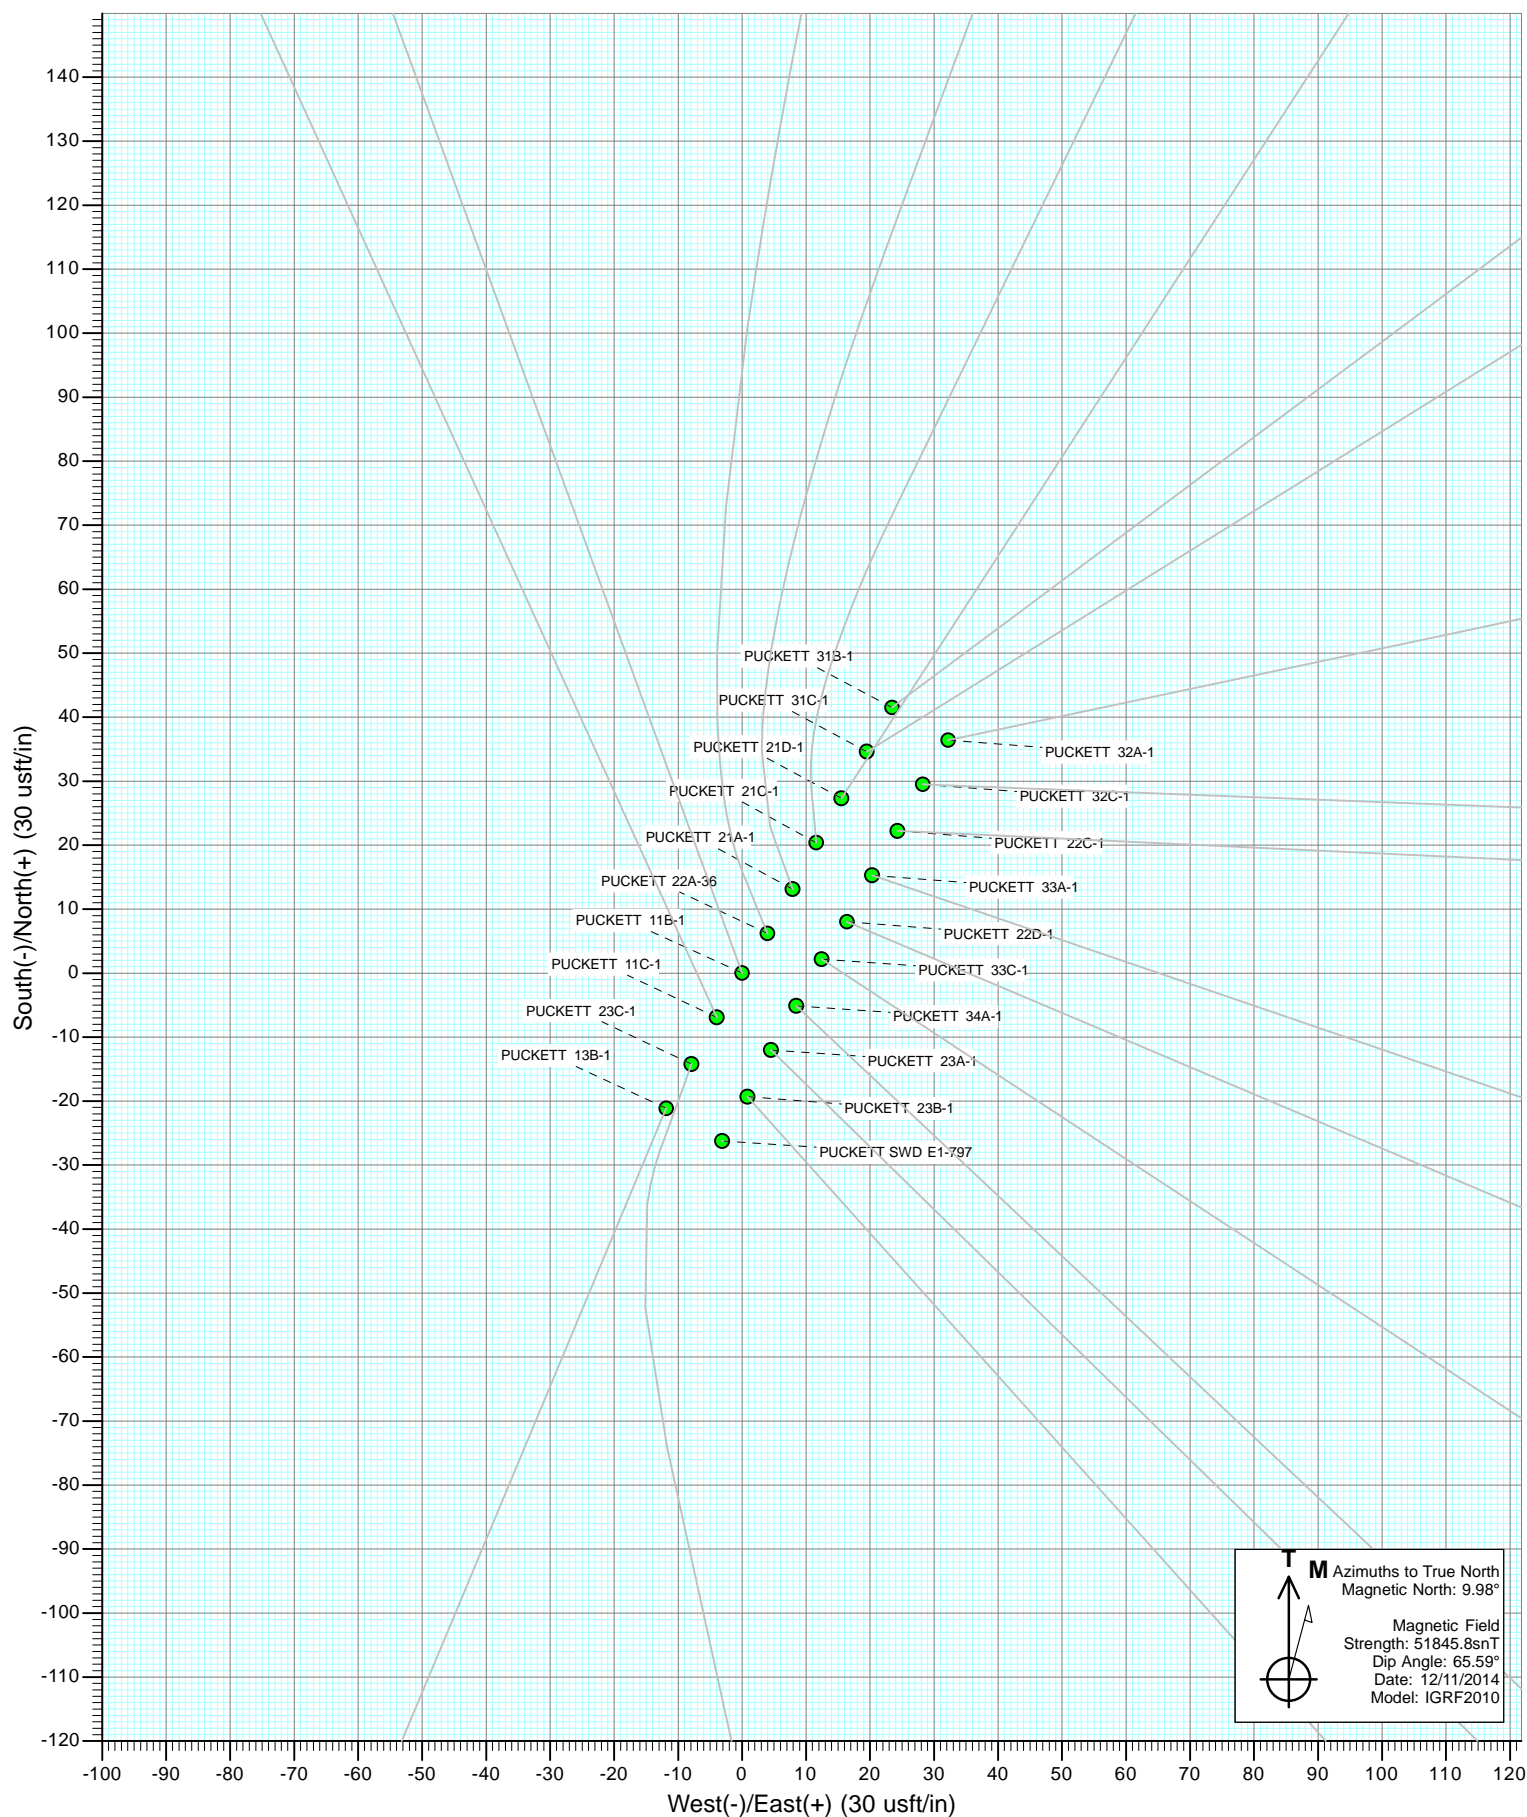 140
130
120
110
100
90
80
70
60
50
40
30
20
10
0
-10
-20
-30
-40
-50
-60
-70
-80
-90
-100
-110
-120
South(-)/North(+) (30 usft/in)
PUCKETT 31B-1
PUCKETT 31C-1
PUCKETT 21D-1
PUCKETT 32A-1
PUCKETT 21C-1
PUCKETT 32C-1
PUCKETT 21A-1
PUCKETT 22C-1
PUCKETT 22A-36
PUCKETT 33A-1
PUCKETT 11B-1
PUCKETT 22D-1
PUCKETT 11C-1
PUCKETT 33C-1
PUCKETT 23C-1
PUCKETT 34A-1
PUCKETT 13B-1
PUCKETT 23A-1
PUCKETT 23B-1
PUCKETT SWD E1-797
T
M
Azimuths to True North
Magnetic North: 9.98°
Magnetic Field
Strength: 51845.8snT
Dip Angle: 65.59°
Date: 12/11/2014
Model: IGRF2010
-100 -90 -80 -70 -60 -50 -40 -30 -20 -10 0 10 20 30 40 50 60 70 80 90 100 110 120
West(-)/East(+) (30 usft/in)